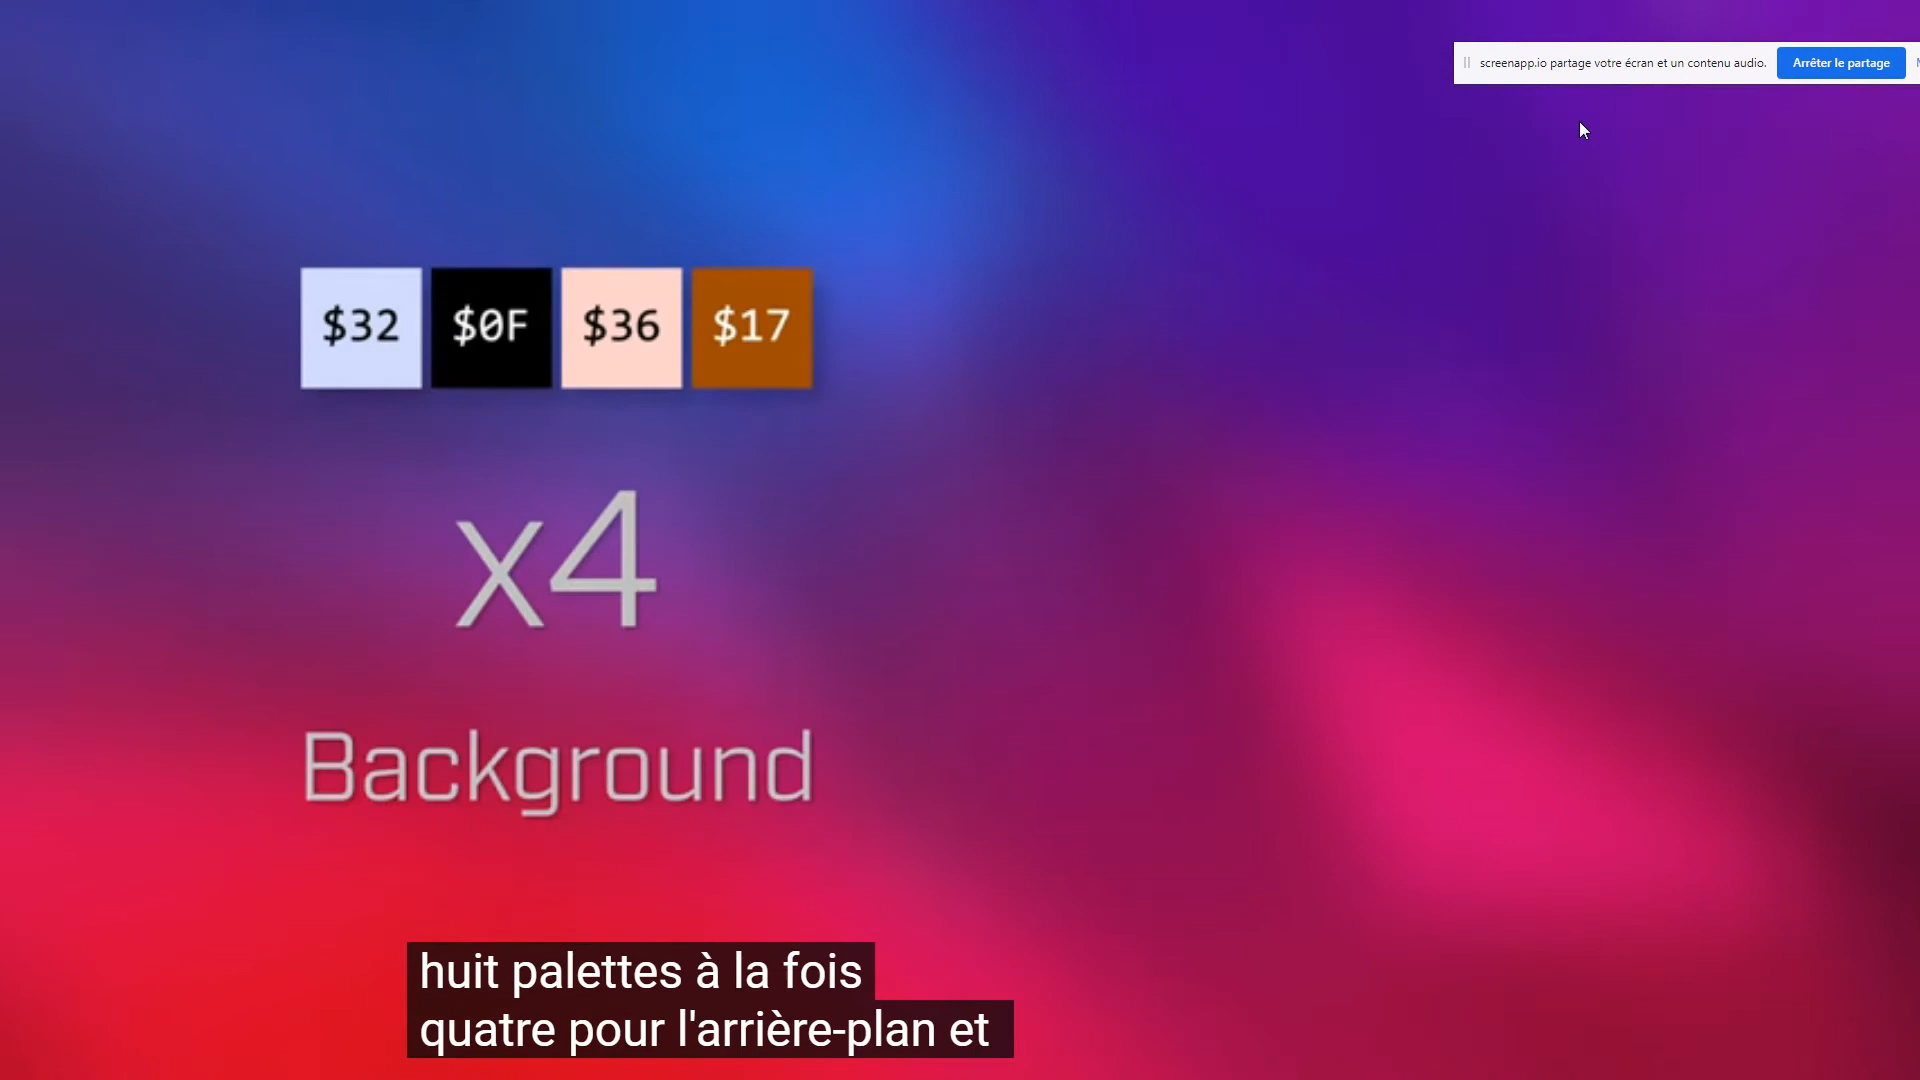 screenapp.io partage votre écran et un contenu audio. Arrêter le partage
$32 $0F $36 $17
x4
Background
huit palettes à la fois
quatre pour l'arrière-plan et